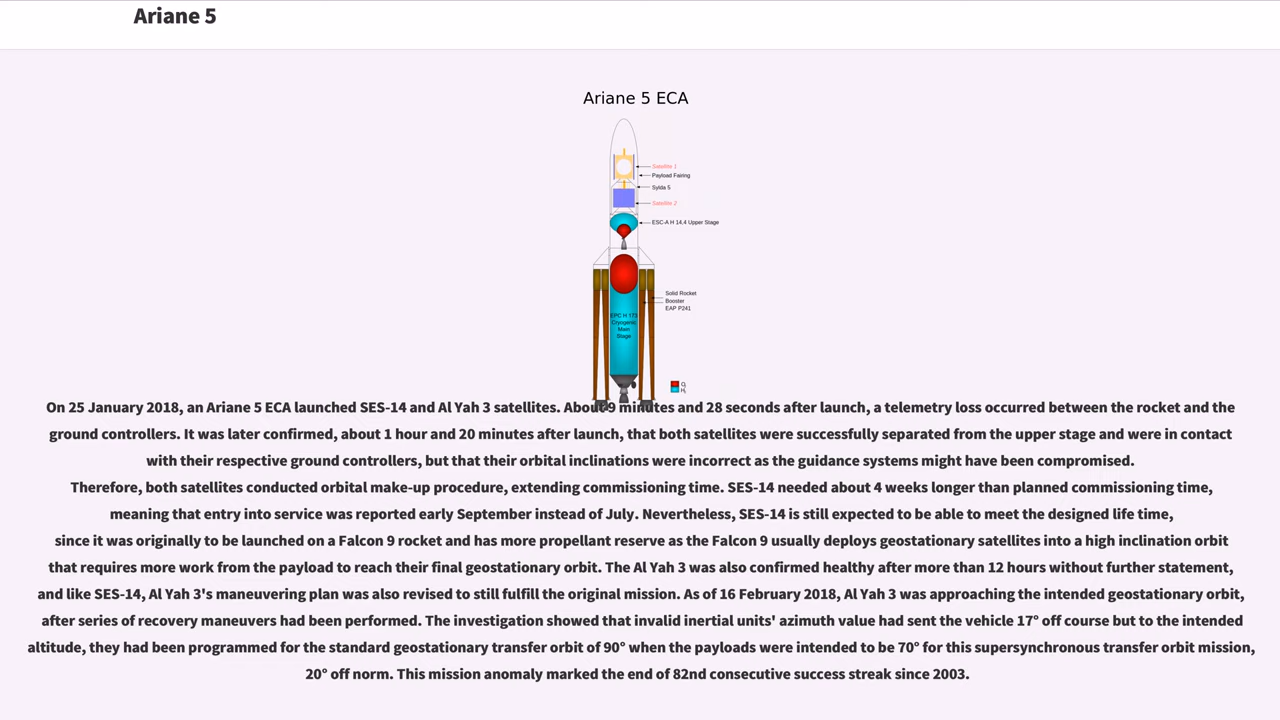 Ariane 5
Ariane 5 ECA
Satellite 1
Payload Fairing
Sylda 5
Satellite 2
ESC-A H 14,4 Upper Stage
Solid Rocket
Booster
EAP P241
EPC H 173
Cryogenic
Main
Stage
O₂
H₂
On 25 January 2018, an Ariane 5 ECA launched SES-14 and Al Yah 3 satellites. About 9 minutes and 28 seconds after launch, a telemetry loss occurred between the rocket and the
ground controllers. It was later confirmed, about 1 hour and 20 minutes after launch, that both satellites were successfully separated from the upper stage and were in contact
with their respective ground controllers, but that their orbital inclinations were incorrect as the guidance systems might have been compromised.
Therefore, both satellites conducted orbital make-up procedure, extending commissioning time. SES-14 needed about 4 weeks longer than planned commissioning time,
meaning that entry into service was reported early September instead of July. Nevertheless, SES-14 is still expected to be able to meet the designed life time,
since it was originally to be launched on a Falcon 9 rocket and has more propellant reserve as the Falcon 9 usually deploys geostationary satellites into a high inclination orbit
that requires more work from the payload to reach their final geostationary orbit. The Al Yah 3 was also confirmed healthy after more than 12 hours without further statement,
and like SES-14, Al Yah 3's maneuvering plan was also revised to still fulfill the original mission. As of 16 February 2018, Al Yah 3 was approaching the intended geostationary orbit,
after series of recovery maneuvers had been performed. The investigation showed that invalid inertial units' azimuth value had sent the vehicle 17° off course but to the intended
altitude, they had been programmed for the standard geostationary transfer orbit of 90° when the payloads were intended to be 70° for this supersynchronous transfer orbit mission,
20° off norm. This mission anomaly marked the end of 82nd consecutive success streak since 2003.